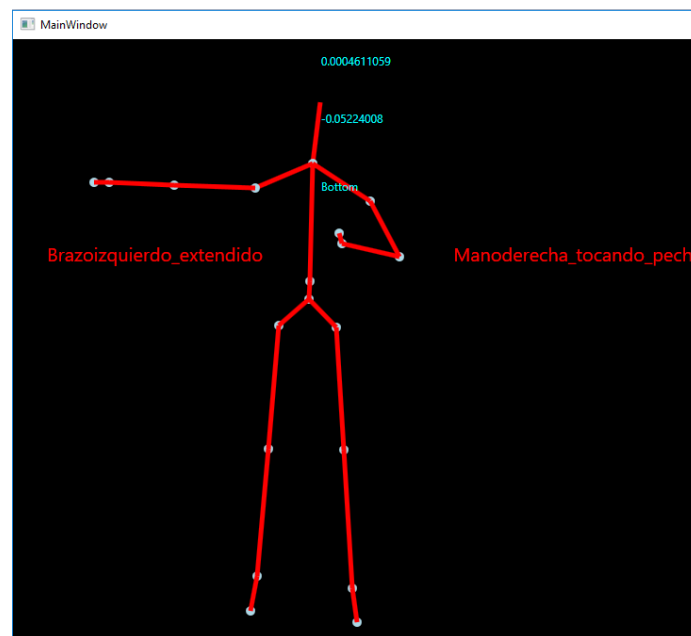 MainWindow
0.0004611059
-0.05224008
Bottom
Brazoizquierdo_extendido
Manoderecha_tocando_pech